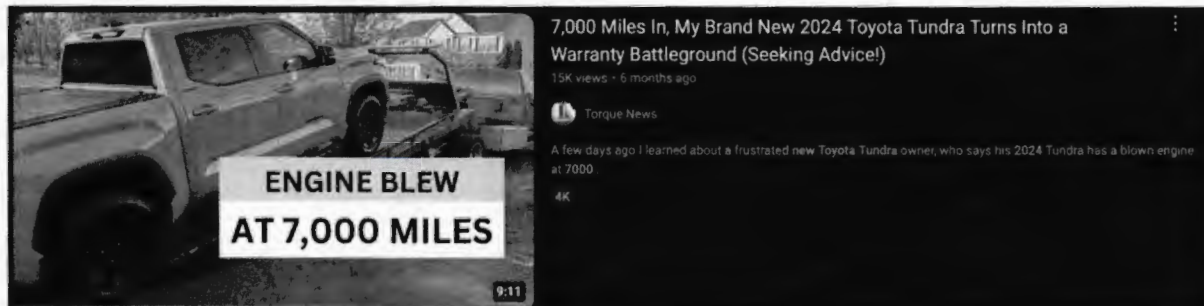 ENGINE BLEW
AT 7,000 MILES
9:11
7,000 Miles In, My Brand New 2024 Toyota Tundra Turns Into a
Warranty Battleground (Seeking Advice!)
15K views • 6 months ago
Torque News
A few days ago I learned about a frustrated new Toyota Tundra owner, who says his 2024 Tundra has a blown engine
at 7000
4K